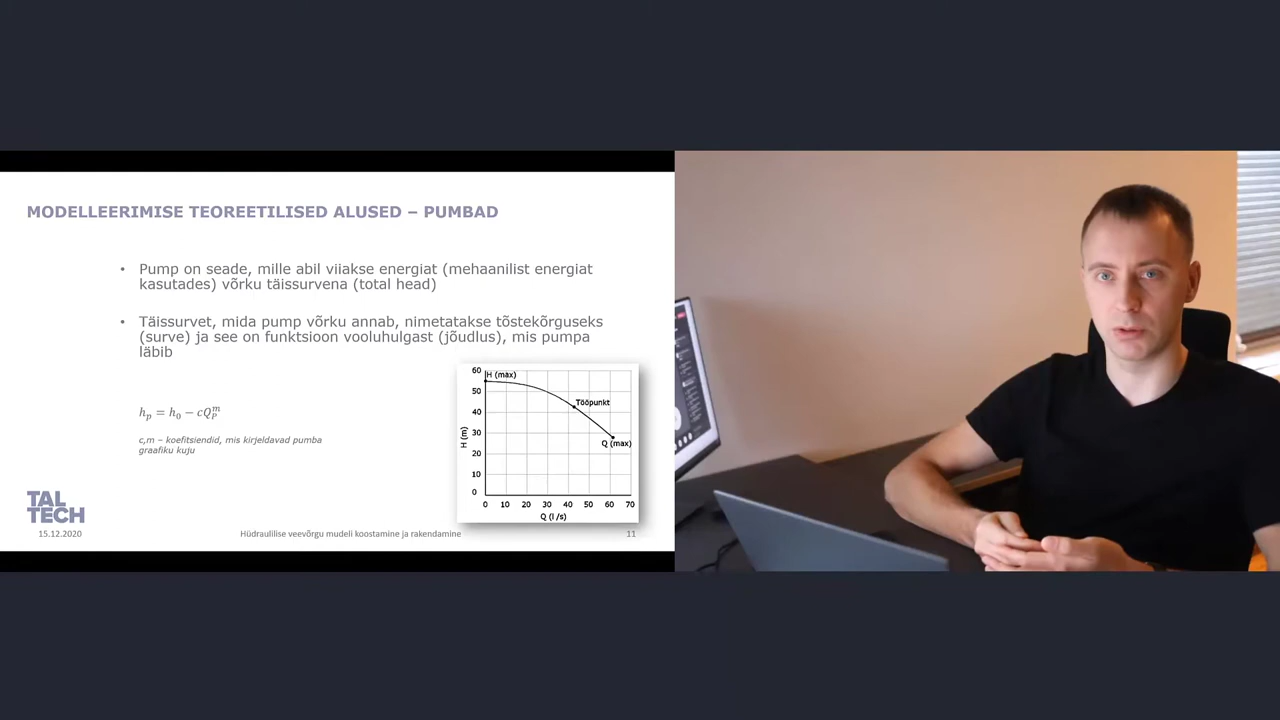 MODELLEERIMISE TEOREETILISED ALUSED – PUMBAD
• Pump on seade, mille abil viiakse energiat (mehaanilist energiat
kasutades) võrku täissurvena (total head)
• Täissurvet, mida pump võrku annab, nimetatakse tõstekõrguseks
(surve) ja see on funktsioon vooluhulgast (jõudlus), mis pumpa
läbib
h_p = h_0 − cQ_P^m
c,m – koefitsiendid, mis kirjeldavad pumba
graafiku kuju
60
50
40
30
20
10
0
H (m)
H (max)
Tööpunkt
Q (max)
0 10 20 30 40 50 60 70
Q (l /s)
TAL
TECH
15.12.2020
Hüdraulilise veevõrgu mudeli koostamine ja rakendamine
11